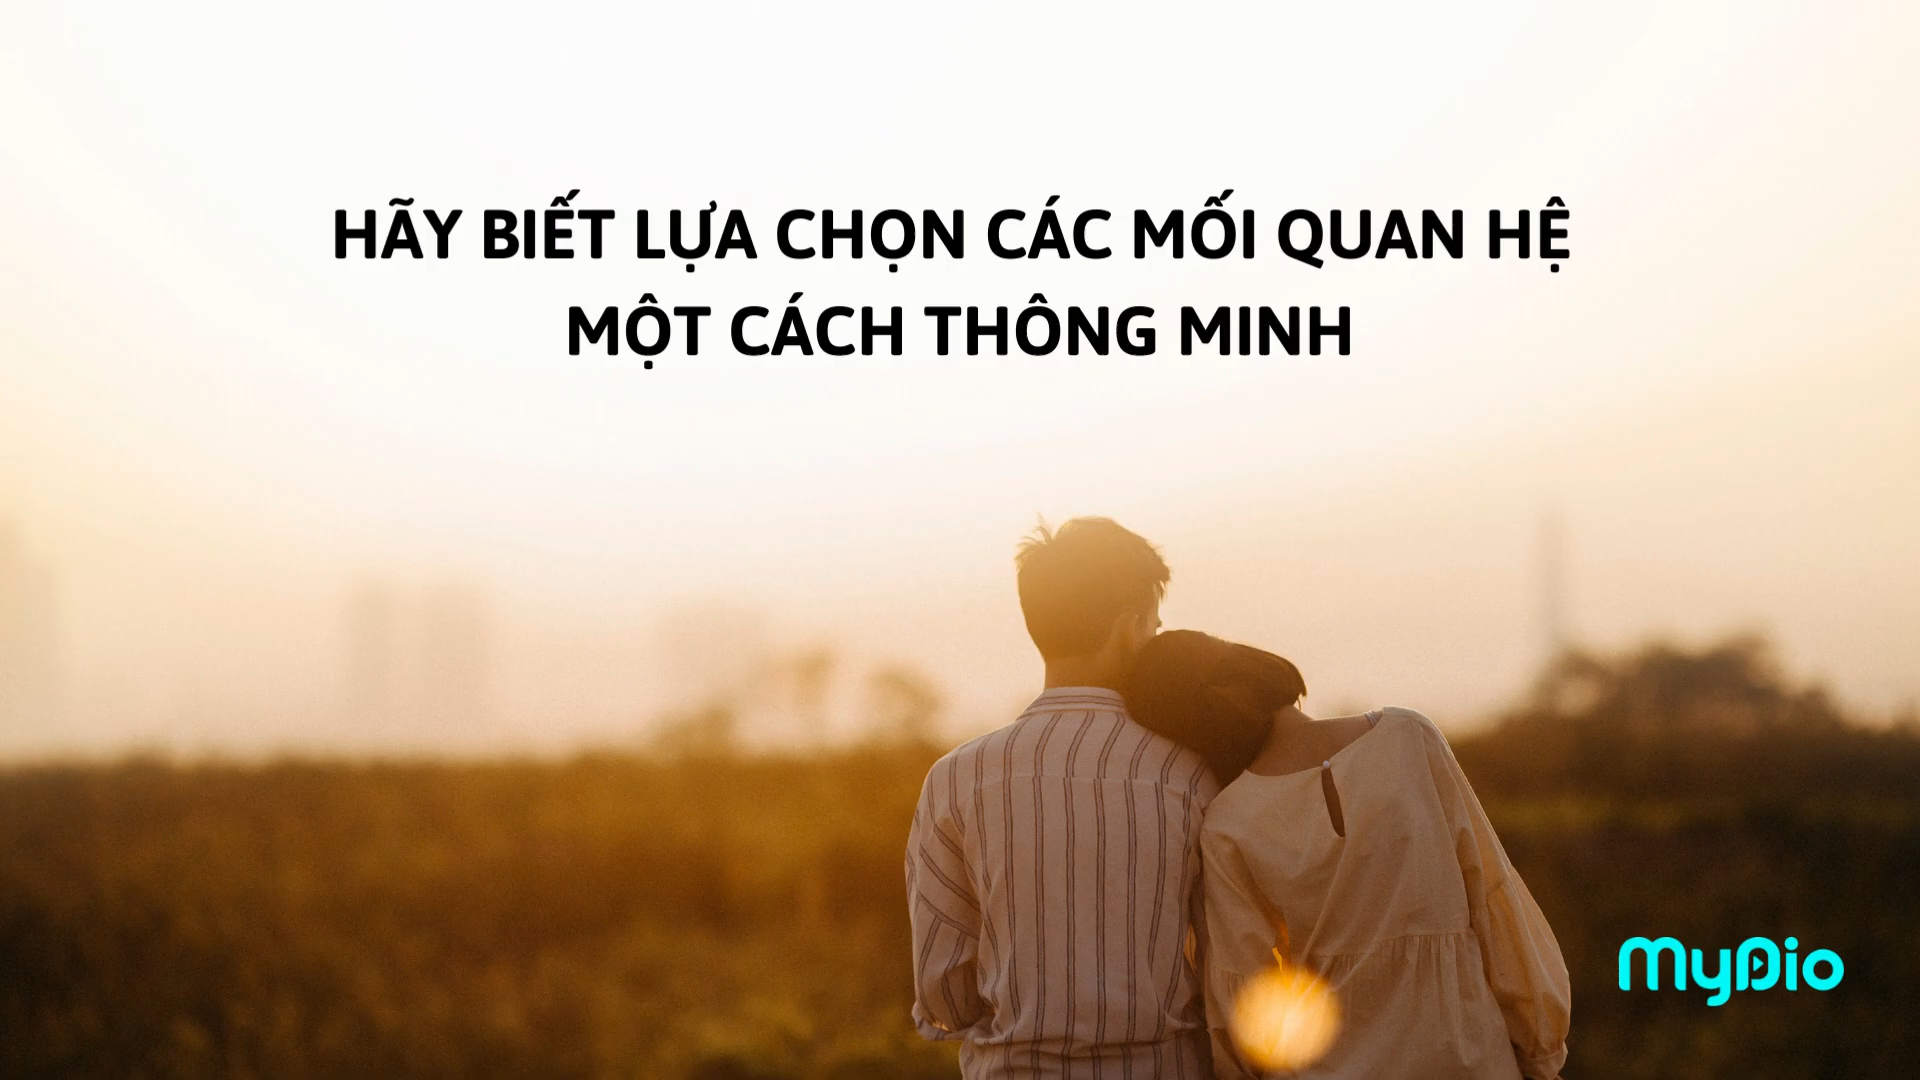 HÃY BIẾT LỰA CHỌN CÁC MỐI QUAN HỆ
MỘT CÁCH THÔNG MINH
MyDio